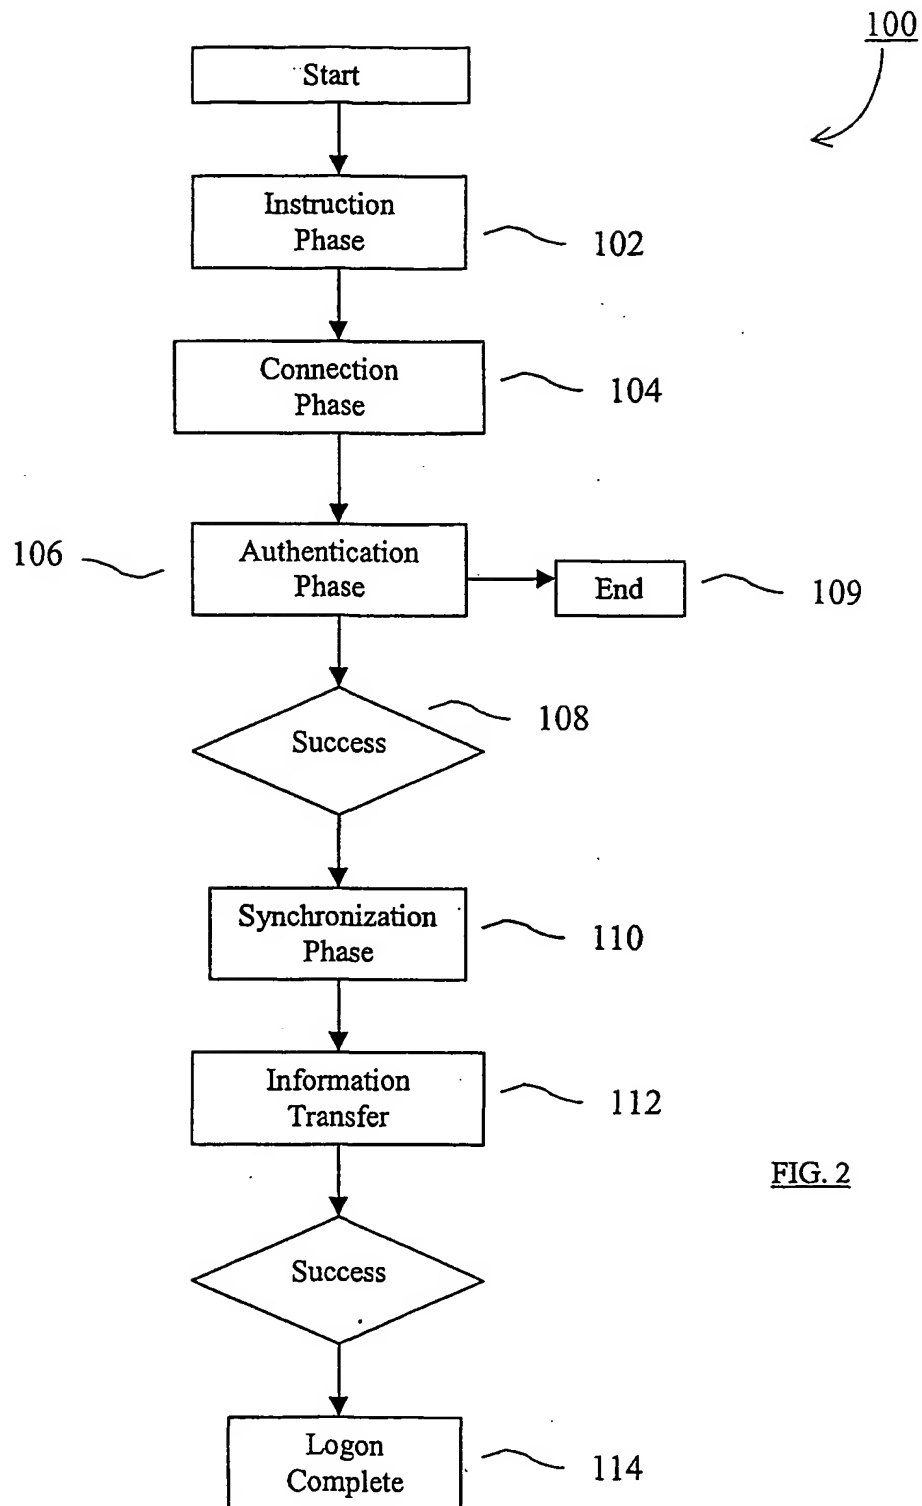 100
Start
Instruction
Phase
102
Connection
Phase
104
106
Authentication
Phase
End
109
Success
108
Synchronization
Phase
110
Information
Transfer
112
FIG. 2
Success
Logon
Complete
114